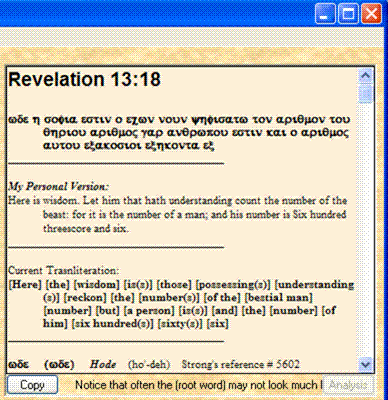 Revelation 13:18
ωδε η σοφια εστιν ο εχων νουν ψηφισατω τον αριθμον του
θηριου αριθμος γαρ ανθρωπου εστιν και ο αριθμος
αυτου εξακοσιοι εξηκοντα εξ
My Personal Version:
Here is wisdom. Let him that hath understanding count the number of the
beast: for it is the number of a man; and his number is Six hundred
threescore and six.
Current Trasnliteration:
[Here] [the] [wisdom] [is(s)] [those] [possessing(s)] [understanding
(s)] [reckon] [the] [number(s)] [of the] [bestial man]
[number] [but] [a person] [is(s)] [and] [the] [number] [of
him] [six hundred(s)] [sixty(s)] [six]
ωδε (ωδε) Hode (ho'-deh) Strong's reference # 5602
Copy Notice that often the [root word] may not look much l Analysis